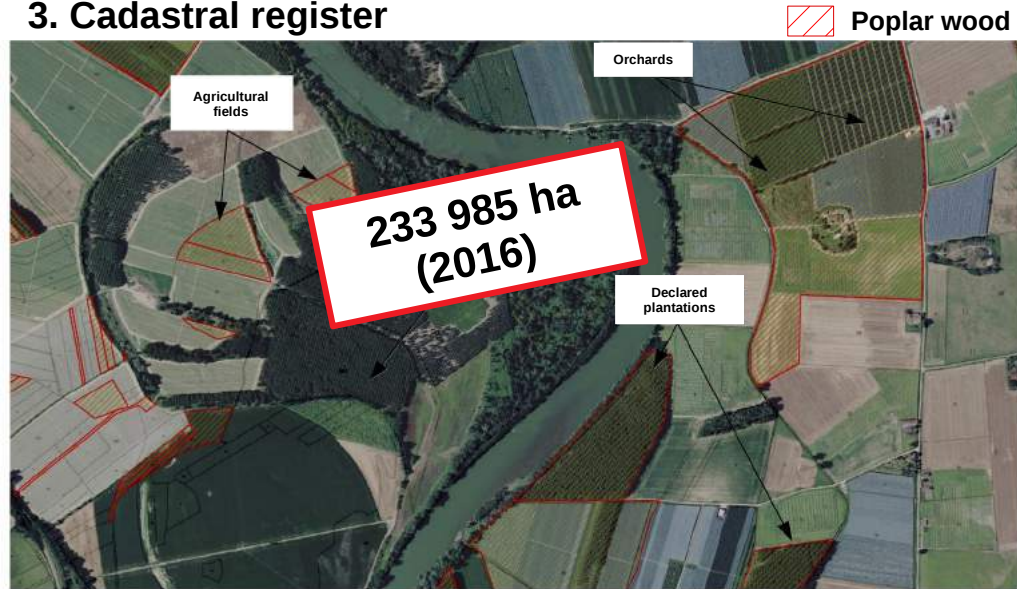 3. Cadastral register
Poplar wood
Orchards
Agricultural
fields
233 985 ha
(2016)
Declared
plantations